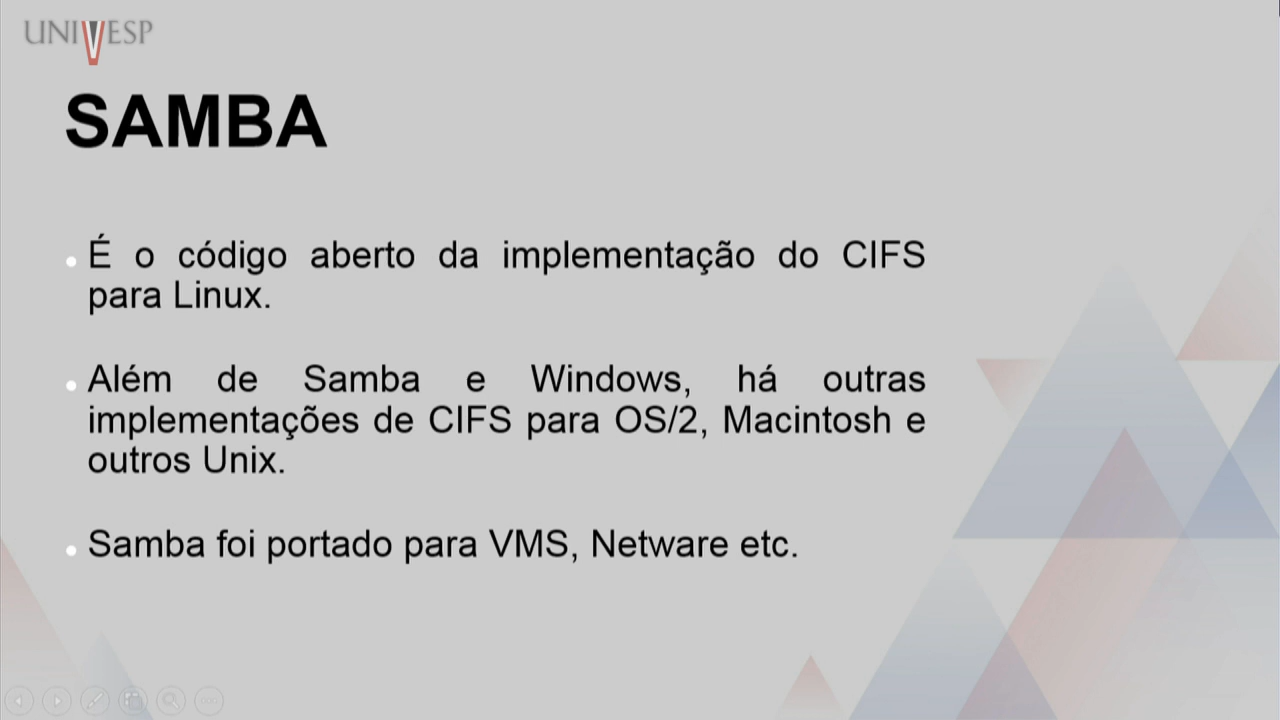 UNIVESP
SAMBA
É o código aberto da implementação do CIFS
para Linux.
Além de Samba e Windows, há outras
implementações de CIFS para OS/2, Macintosh e
outros Unix.
Samba foi portado para VMS, Netware etc.